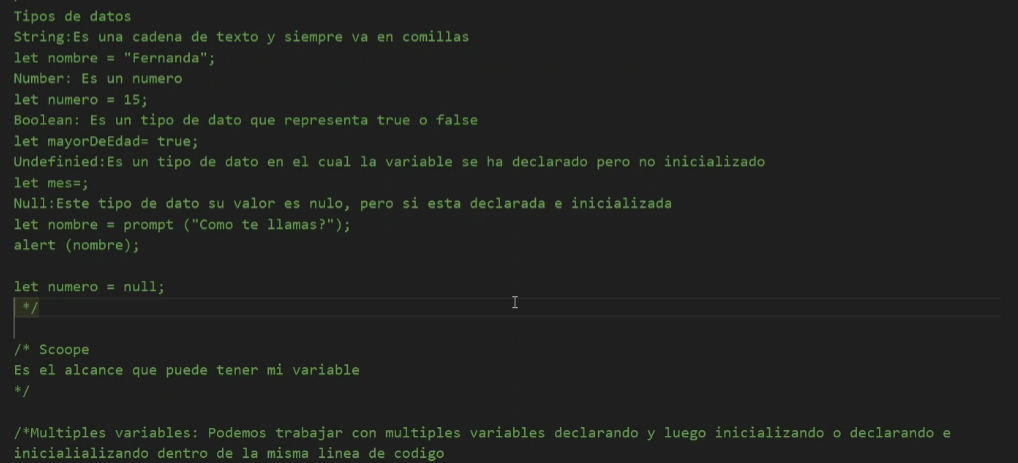 Tipos de datos
String:Es una cadena de texto y siempre va en comillas
let nombre = "Fernanda";
Number: Es un numero
let numero = 15;
Boolean: Es un tipo de dato que representa true o false
let mayorDeEdad= true;
Undefinied:Es un tipo de dato en el cual la variable se ha declarado pero no inicializado
let mes=;
Null:Este tipo de dato su valor es nulo, pero si esta declarada e inicializada
let nombre = prompt ("Como te llamas?");
alert (nombre);
let numero = null;
*/
/* Scoope
Es el alcance que puede tener mi variable
*/
/*Multiples variables: Podemos trabajar con multiples variables declarando y luego inicializando o declarando e
inicialializando dentro de la misma linea de codigo